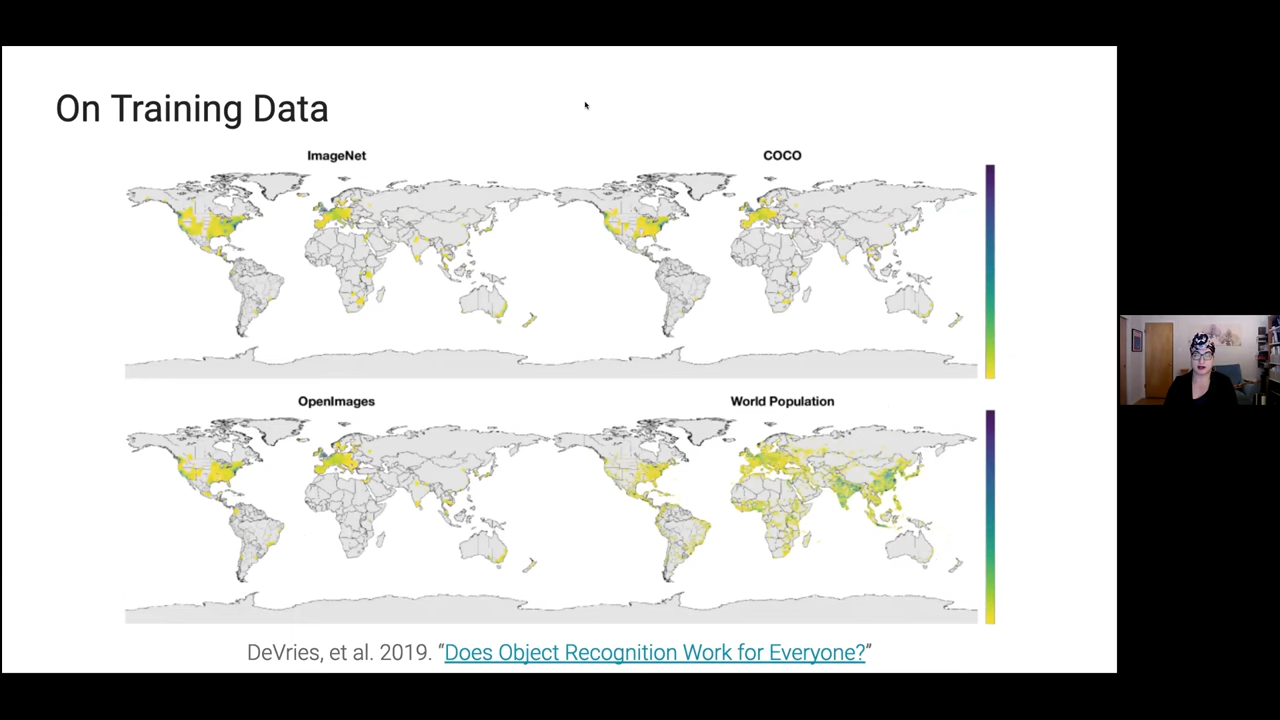 On Training Data
ImageNet
COCO
OpenImages
World Population
DeVries, et al. 2019. “Does Object Recognition Work for Everyone?”